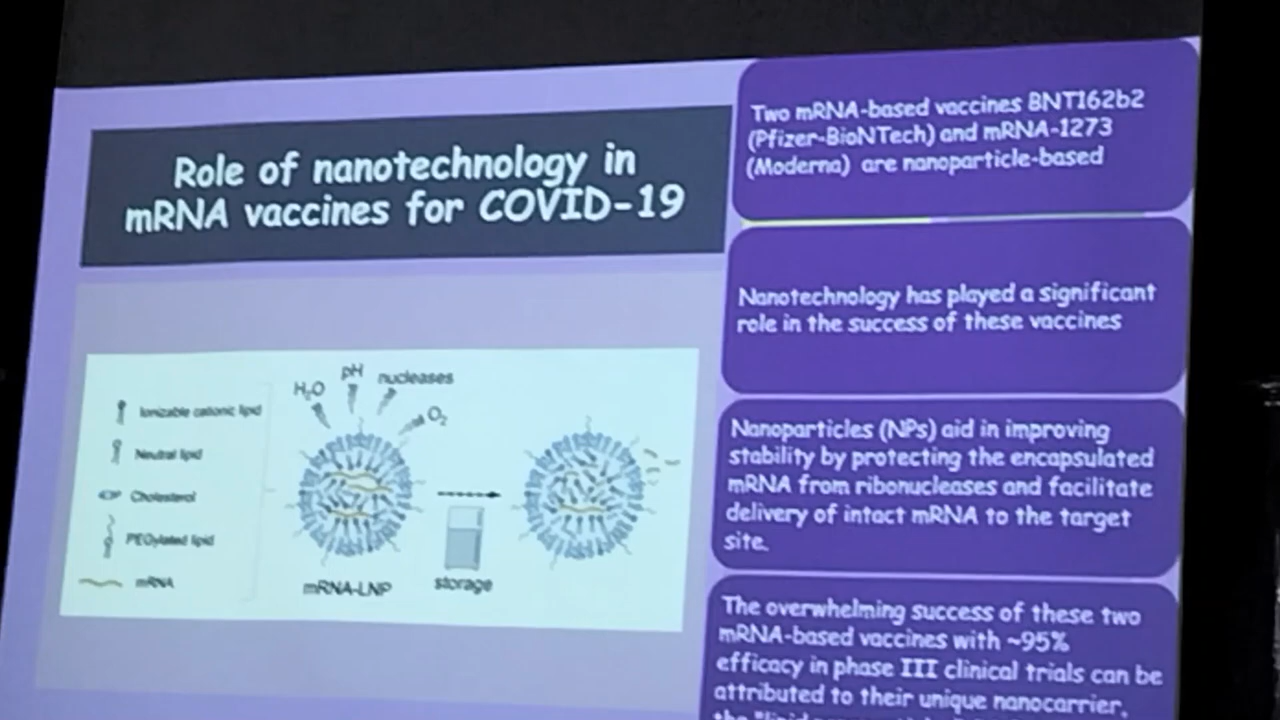 Role of nanotechnology in
mRNA vaccines for COVID-19
Ionizable cationic lipid
Neutral lipid
Cholesterol
PEGylated lipid
mRNA
H₂O
pH
nucleases
O₂
mRNA-LNP
storage
Two mRNA-based vaccines BNT162b2
(Pfizer-BioNTech) and mRNA-1273
(Moderna) are nanoparticle-based
Nanotechnology has played a significant
role in the success of these vaccines
Nanoparticles (NPs) aid in improving
stability by protecting the encapsulated
mRNA from ribonucleases and facilitate
delivery of intact mRNA to the target
site.
The overwhelming success of these two
mRNA-based vaccines with ~95%
efficacy in phase III clinical trials can be
attributed to their unique nanocarrier,
the